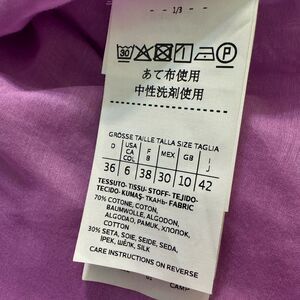 - - 1/3 - -
30 P
あて布使用
中性洗剤使用
GRÖSSE TAILLE TALLA SIZE TAGLIA
D USA CA COL F B MEX GB I J
36 6 38 30 10 42
TESSUTO-TISSU-STOFF-TEJIDO-
TECIDO-KUMAŞ-ТКАНЬ-FABRIC
70% COTONE, COTON,
BAUMWOLLE, ALGODON,
ALGODAO, PAMUK, ХЛОПОК,
COTTON
30% SETA, SOIE, SEIDE, SEDA,
İPEK, ШЁЛК, SILK
CARE INSTRUCTIONS ON REVERSE
CAMP